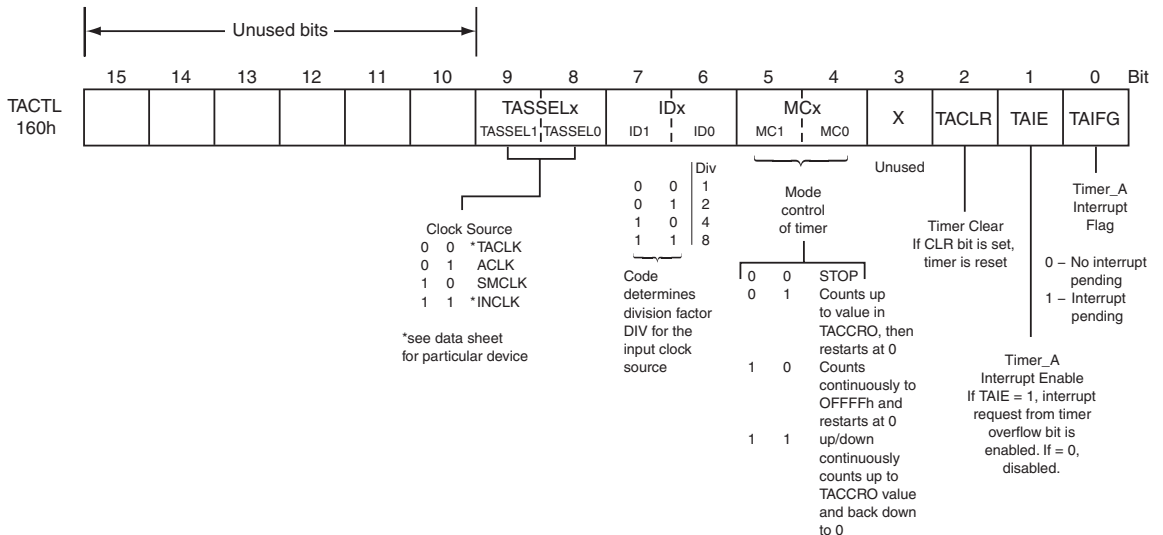 Unused bits
15 14 13 12 11 10 9 8 7 6 5 4 3 2 1 0 Bit
TACTL
160h
TASSELx
TASSEL1 TASSEL0
IDx
ID1 ID0
MCx
MC1 MC0
X
TACLR
TAIE
TAIFG
Clock Source
0 0 *TACLK
0 1 ACLK
1 0 SMCLK
1 1 *INCLK
*see data sheet
for particular device
Div
0 0 1
0 1 2
1 0 4
1 1 8
Code
determines
division factor
DIV for the
input clock
source
Mode
control
of timer
0 0 STOP
0 1 Counts up
to value in
TACCRO, then
restarts at 0
1 0 Counts
continuously to
OFFFFh and
restarts at 0
1 1 up/down
continuously
counts up to
TACCRO value
and back down
to 0
Unused
Timer Clear
If CLR bit is set,
timer is reset
Timer_A
Interrupt Enable
If TAIE = 1, interrupt
request from timer
overflow bit is
enabled. If = 0,
disabled.
Timer_A
Interrupt
Flag
0 – No interrupt
pending
1 – Interrupt
pending